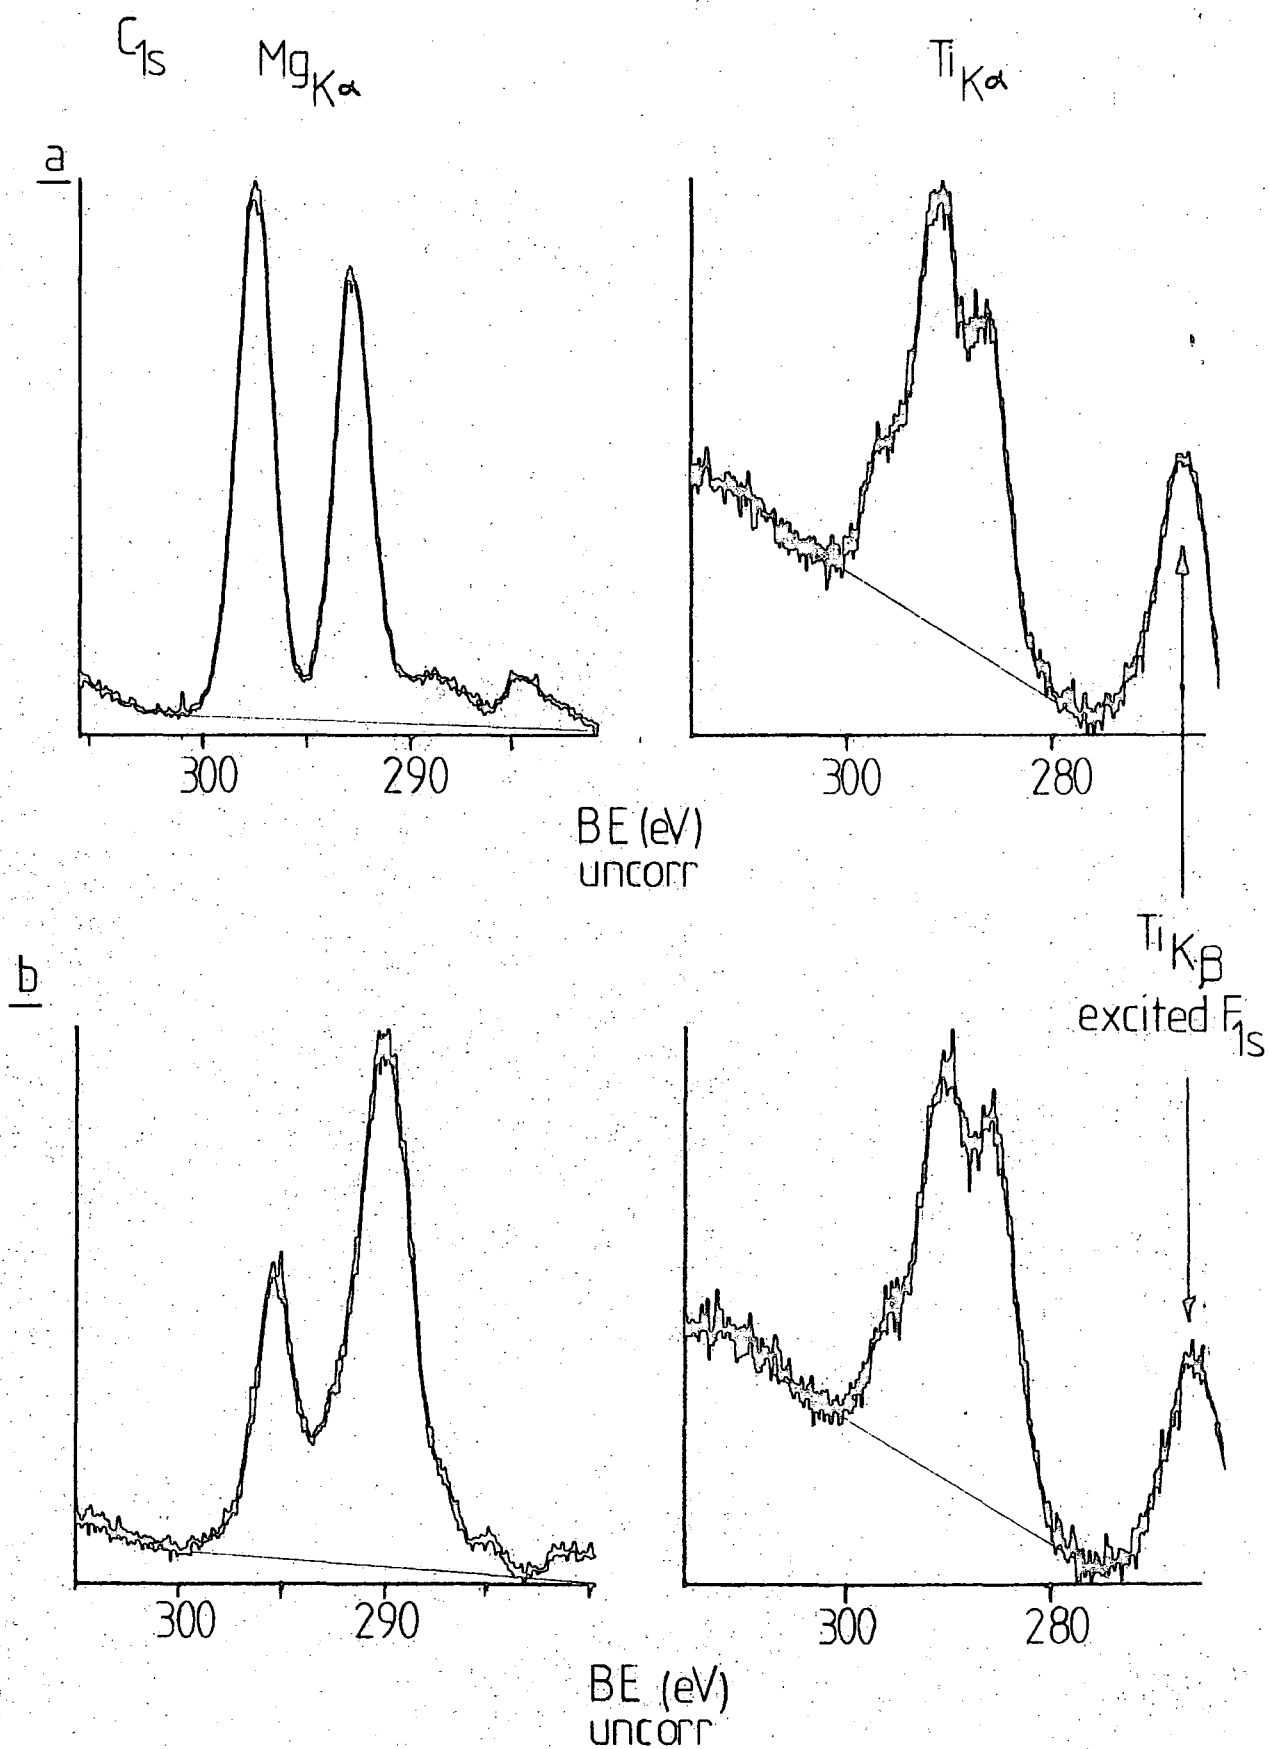 C1s MgKα TiKα
a
300 290 300 280
BE (eV)
uncorr
TiKβ
excited F1s
b
300 290 300 280
BE (eV)
uncorr